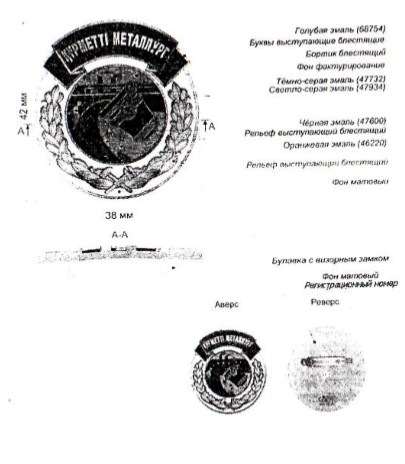 ҚҰРМЕТТІ МЕТАЛЛУРГ
Голубая эмаль (68754)
Буквы выступающие блестящие
Бортик блестящий
Фон фактурирование
Тёмно-серая эмаль (47732)
Светло-серая эмаль (47934)
42 мм
А
А
Чёрная эмаль (47600)
Рельеф выступающий блестящий
Оранжевая эмаль (46220)
Рельеф выступающий блестящий
Фон матовый
38 мм
А-А
Булавка с визорным замком
Фон матовый
Регистрационный номер
Аверс
Реверс
ҚҰРМЕТТІ МЕТАЛЛУРГ